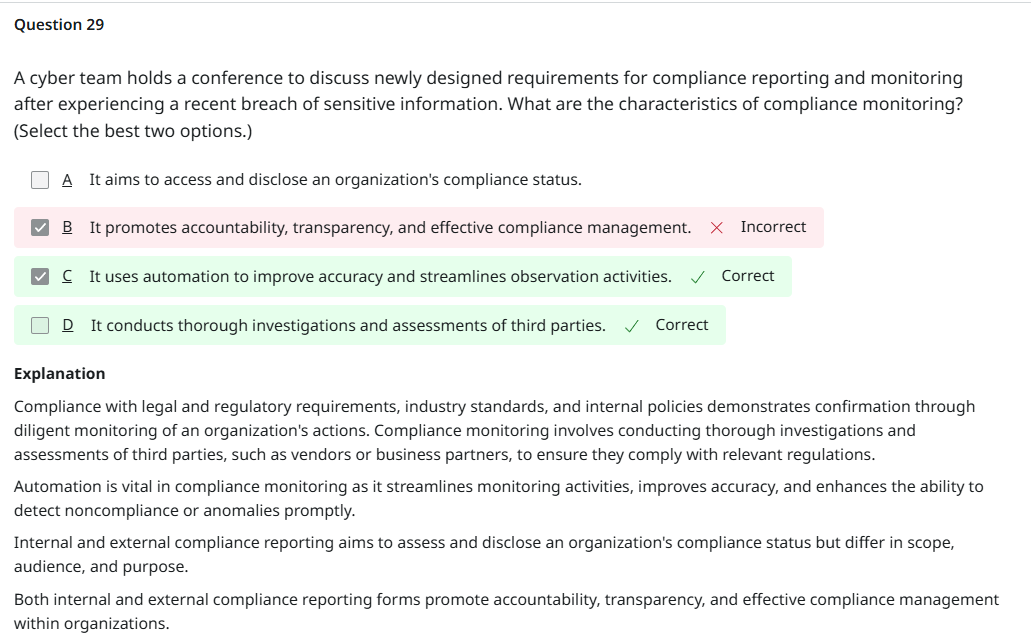 Question 29
A cyber team holds a conference to discuss newly designed requirements for compliance reporting and monitoring
after experiencing a recent breach of sensitive information. What are the characteristics of compliance monitoring?
(Select the best two options.)
A It aims to access and disclose an organization's compliance status.
B It promotes accountability, transparency, and effective compliance management. Incorrect
C It uses automation to improve accuracy and streamlines observation activities. Correct
D It conducts thorough investigations and assessments of third parties. Correct
Explanation
Compliance with legal and regulatory requirements, industry standards, and internal policies demonstrates confirmation through
diligent monitoring of an organization's actions. Compliance monitoring involves conducting thorough investigations and
assessments of third parties, such as vendors or business partners, to ensure they comply with relevant regulations.
Automation is vital in compliance monitoring as it streamlines monitoring activities, improves accuracy, and enhances the ability to
detect noncompliance or anomalies promptly.
Internal and external compliance reporting aims to assess and disclose an organization's compliance status but differ in scope,
audience, and purpose.
Both internal and external compliance reporting forms promote accountability, transparency, and effective compliance management
within organizations.